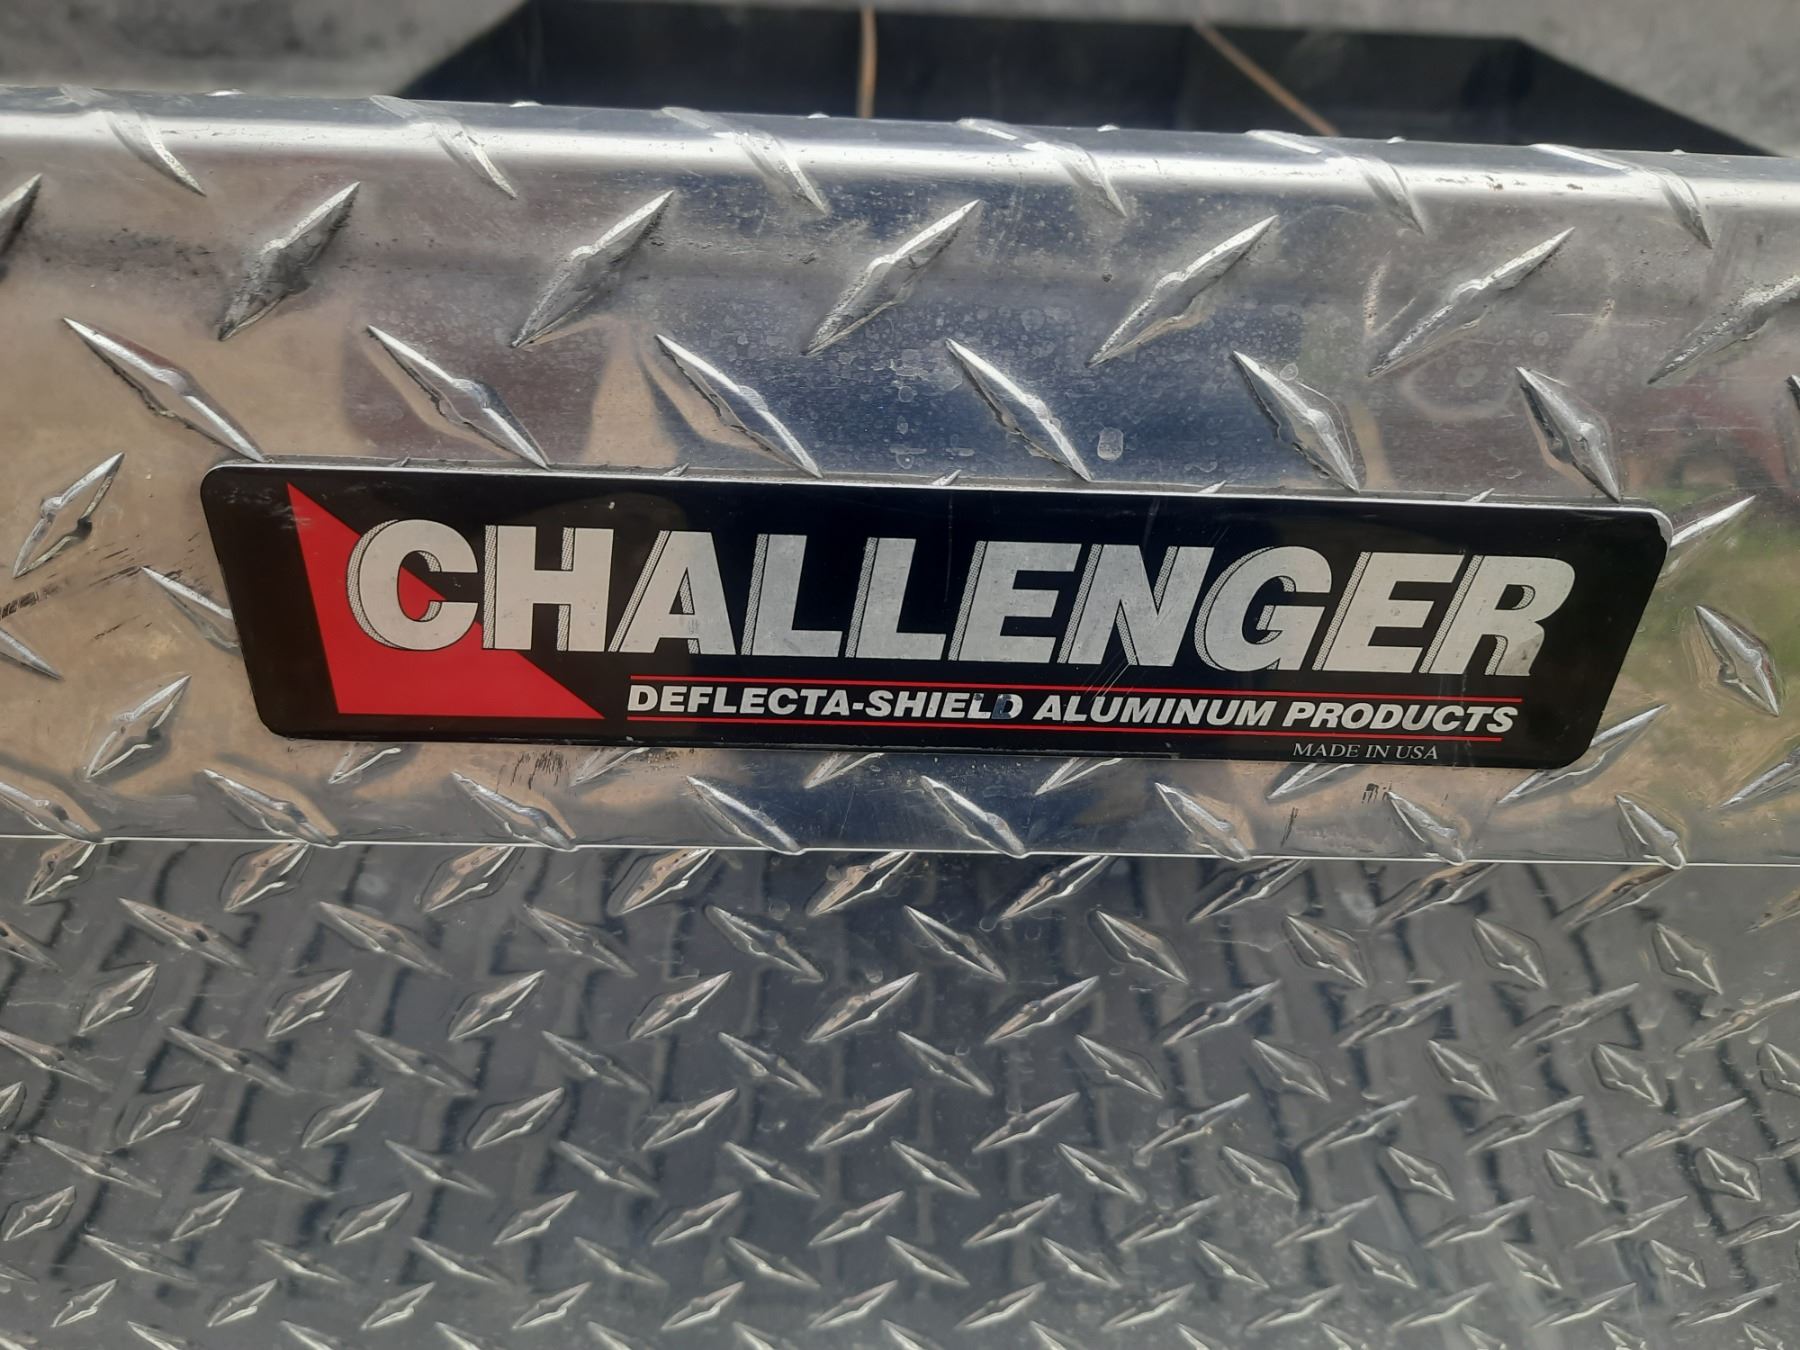 CHALLENGER
DEFLECTA-SHIELD ALUMINUM PRODUCTS
MADE IN USA